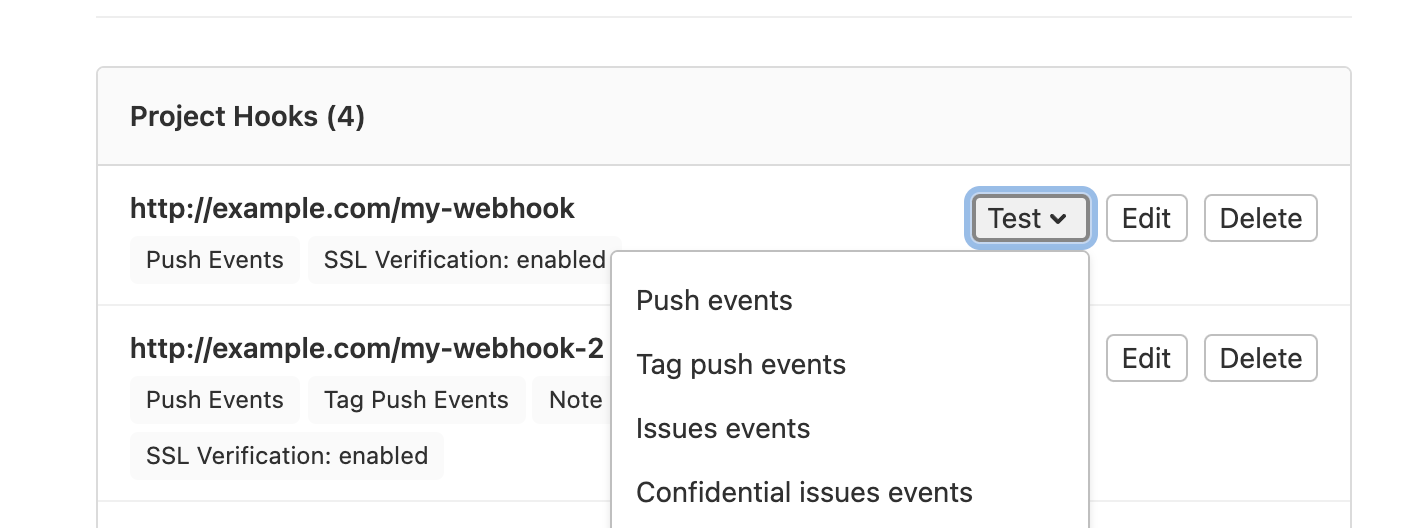 Project Hooks (4)
http://example.com/my-webhook
Test
Edit
Delete
Push Events
SSL Verification: enabled
Push events
Tag push events
Issues events
Confidential issues events
http://example.com/my-webhook-2
Edit
Delete
Push Events
Tag Push Events
Note
SSL Verification: enabled